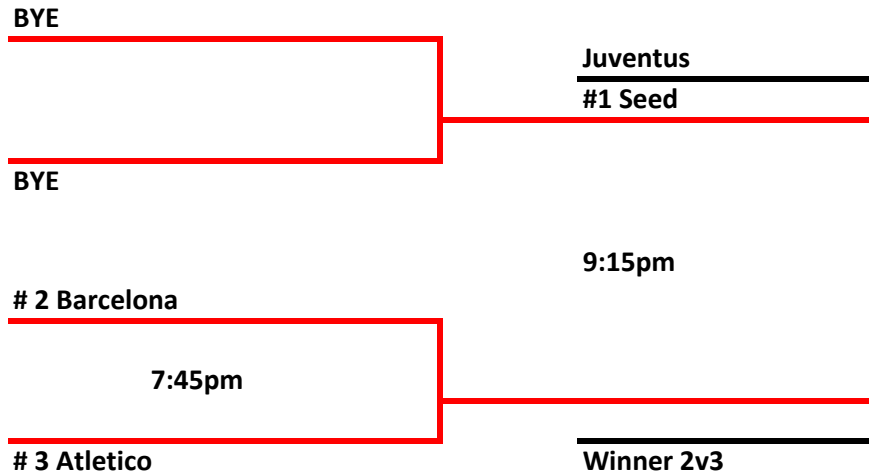 BYE
Juventus
#1 Seed
BYE
9:15pm
# 2 Barcelona
7:45pm
# 3 Atletico
Winner 2v3